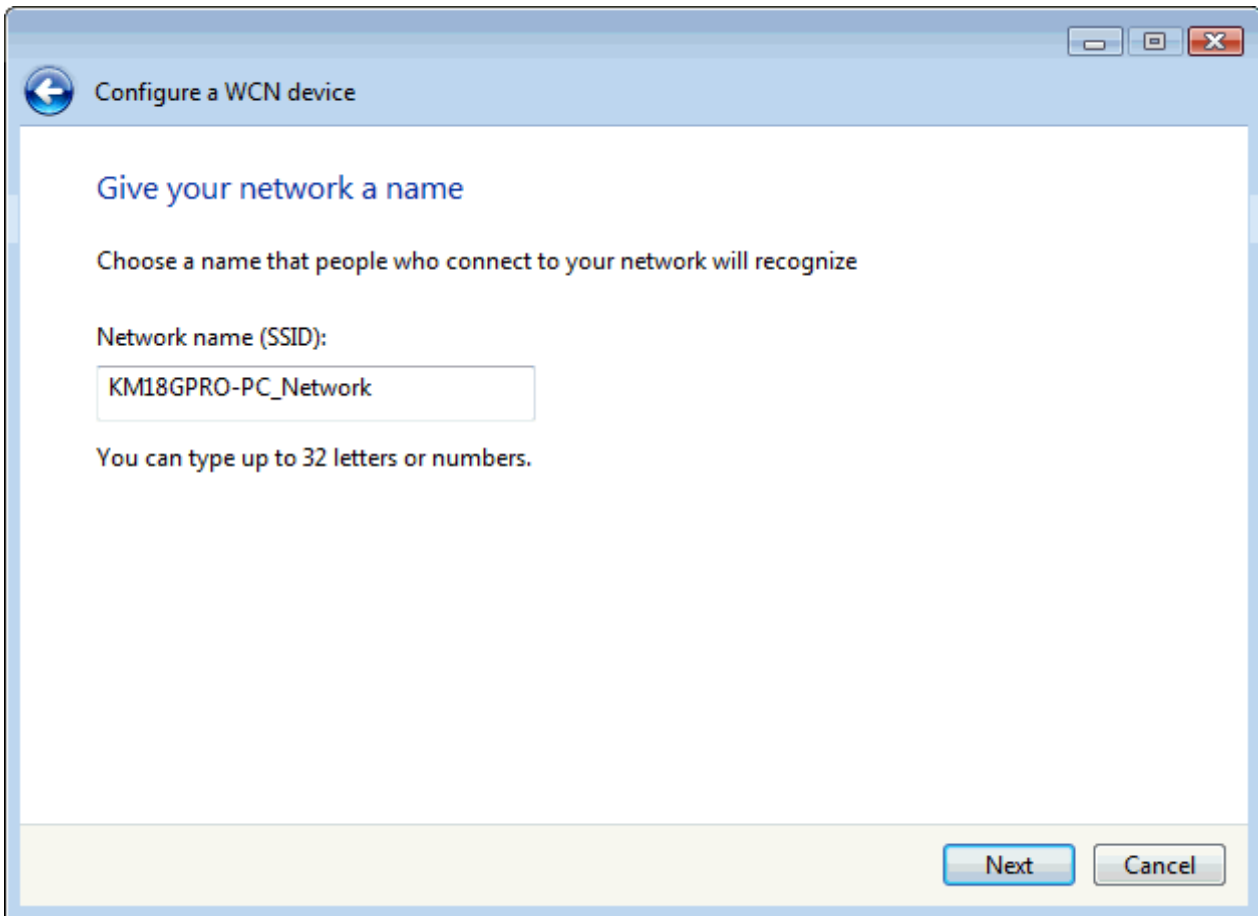 Configure a WCN device
Give your network a name
Choose a name that people who connect to your network will recognize
Network name (SSID):
KM18GPRO-PC_Network
You can type up to 32 letters or numbers.
Next
Cancel